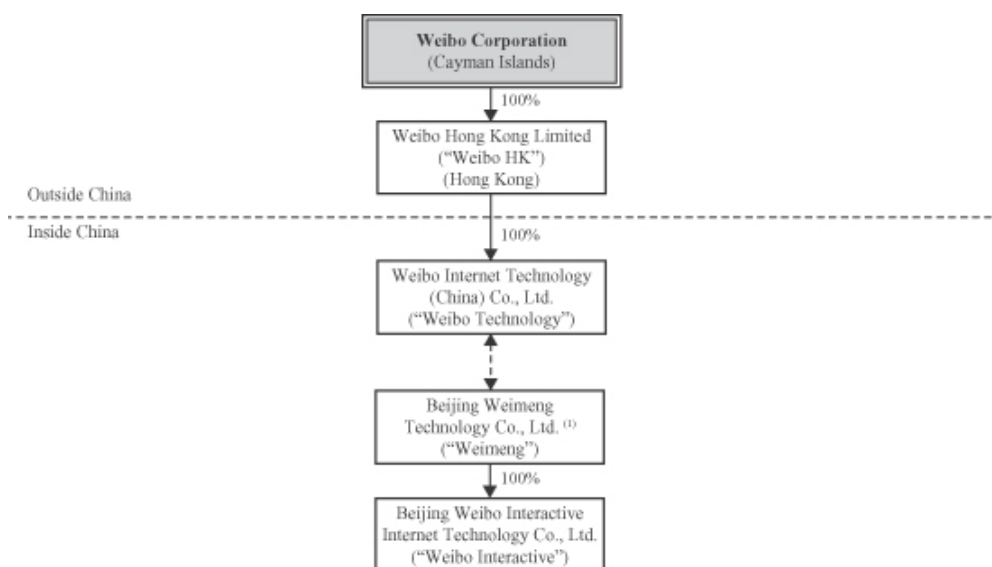 Weibo Corporation
(Cayman Islands)
100%
Weibo Hong Kong Limited
(“Weibo HK”)
(Hong Kong)
Outside China
Inside China
100%
Weibo Internet Technology
(China) Co., Ltd.
(“Weibo Technology”)
Beijing Weimeng
Technology Co., Ltd. (1)
(“Weimeng”)
100%
Beijing Weibo Interactive
Internet Technology Co., Ltd.
(“Weibo Interactive”)